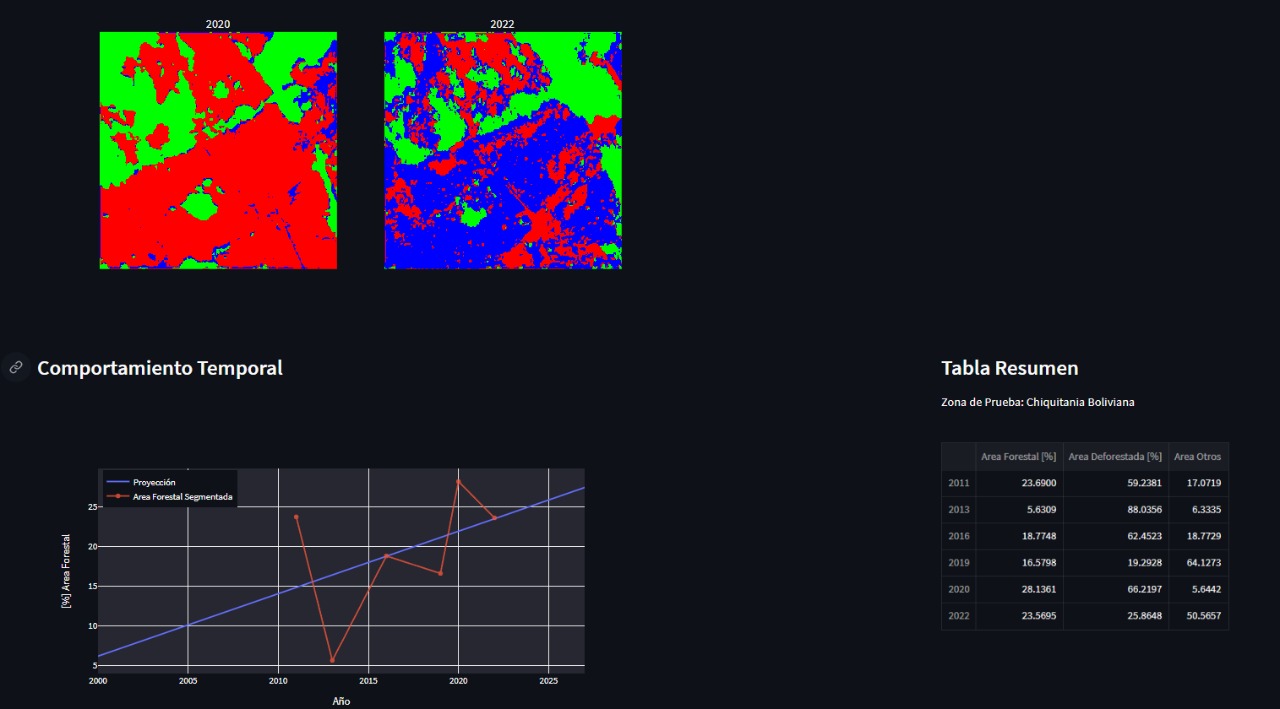 2020 2022
Comportamiento Temporal
Tabla Resumen
Zona de Prueba: Chiquitania Boliviana
Proyección
Area Forestal Segmentada
[%] Area Forestal
25
20
15
10
5
2000 2005 2010 2015 2020 2025
Año
Area Forestal [%] Area Deforestada [%] Area Otros
2011 23.6900 59.2381 17.0719
2013 5.6309 88.0356 6.3335
2016 18.7748 62.4523 18.7729
2019 16.5798 19.2928 64.1273
2020 28.1361 66.2197 5.6442
2022 23.5695 25.8648 50.5657